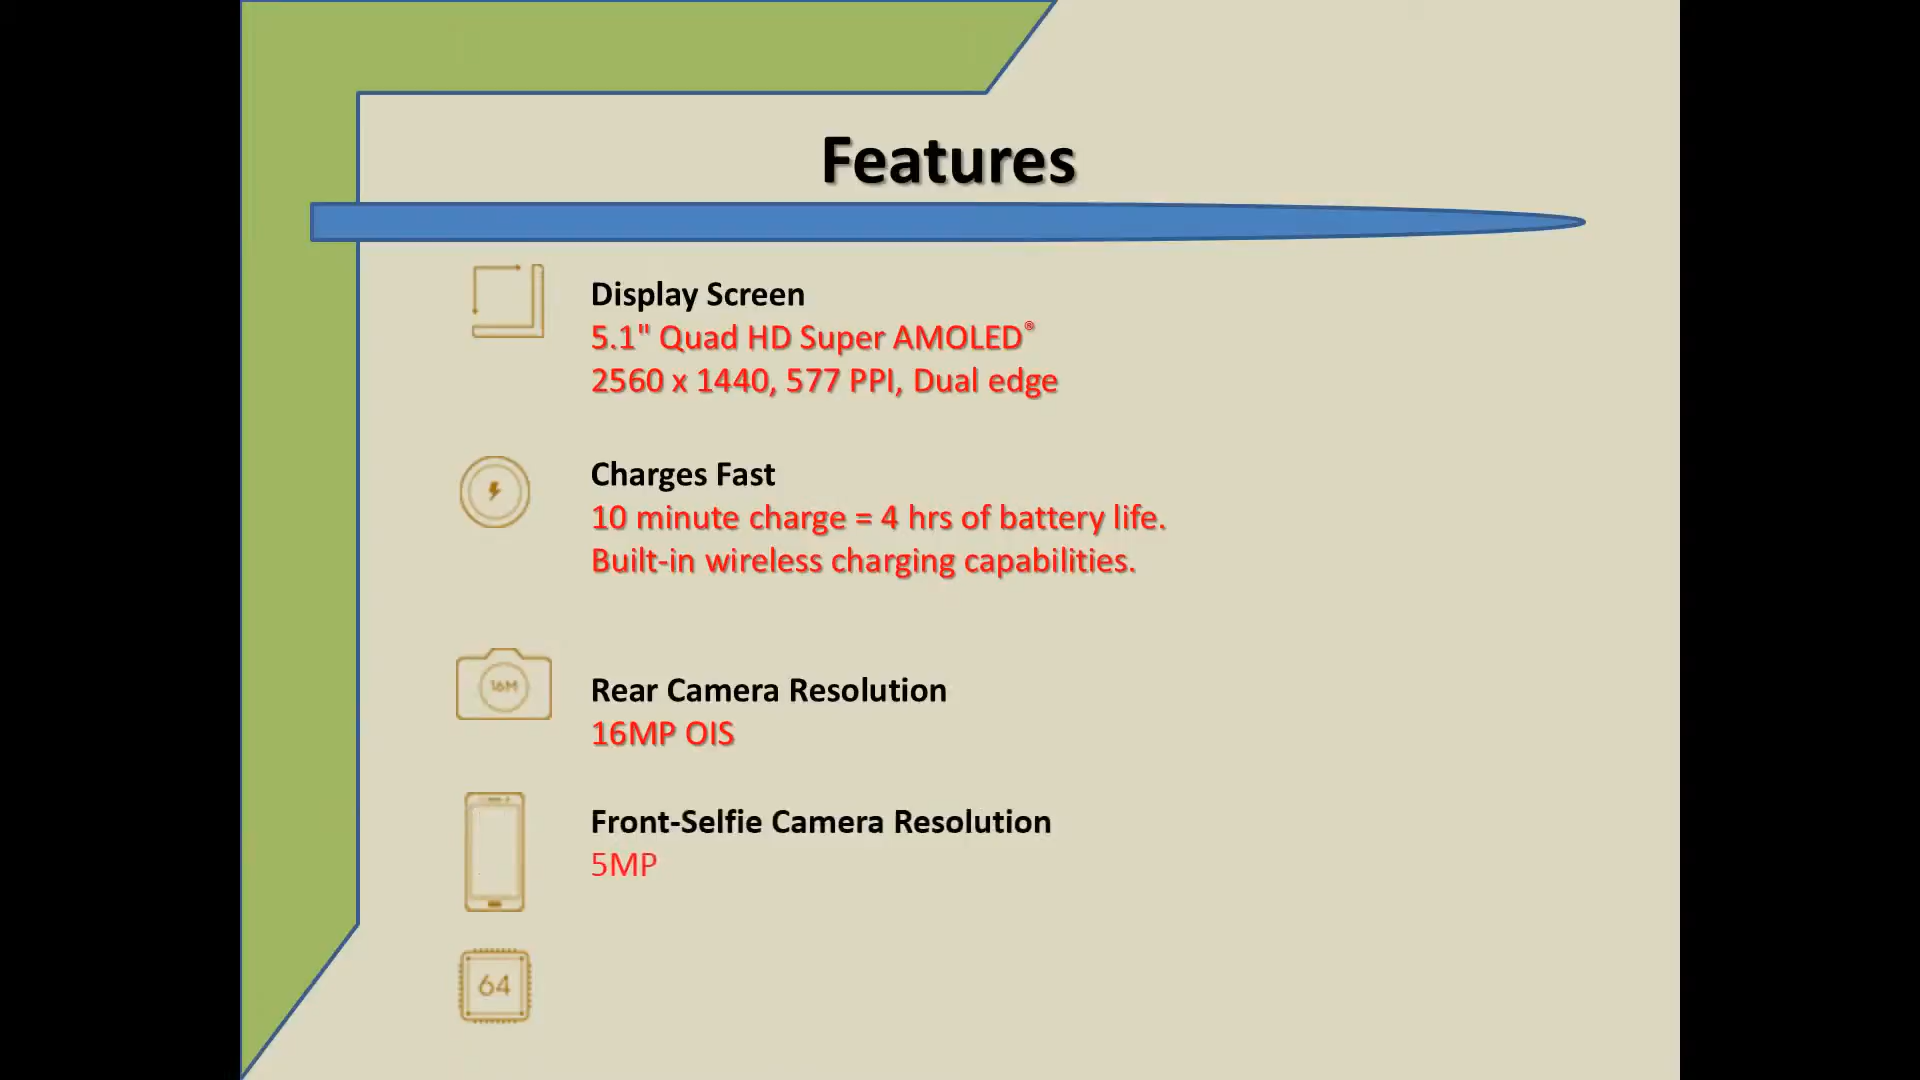 Features
Display Screen
5.1" Quad HD Super AMOLED®
2560 x 1440, 577 PPI, Dual edge
Charges Fast
10 minute charge = 4 hrs of battery life.
Built-in wireless charging capabilities.
16M
Rear Camera Resolution
16MP OIS
Front-Selfie Camera Resolution
5MP
64